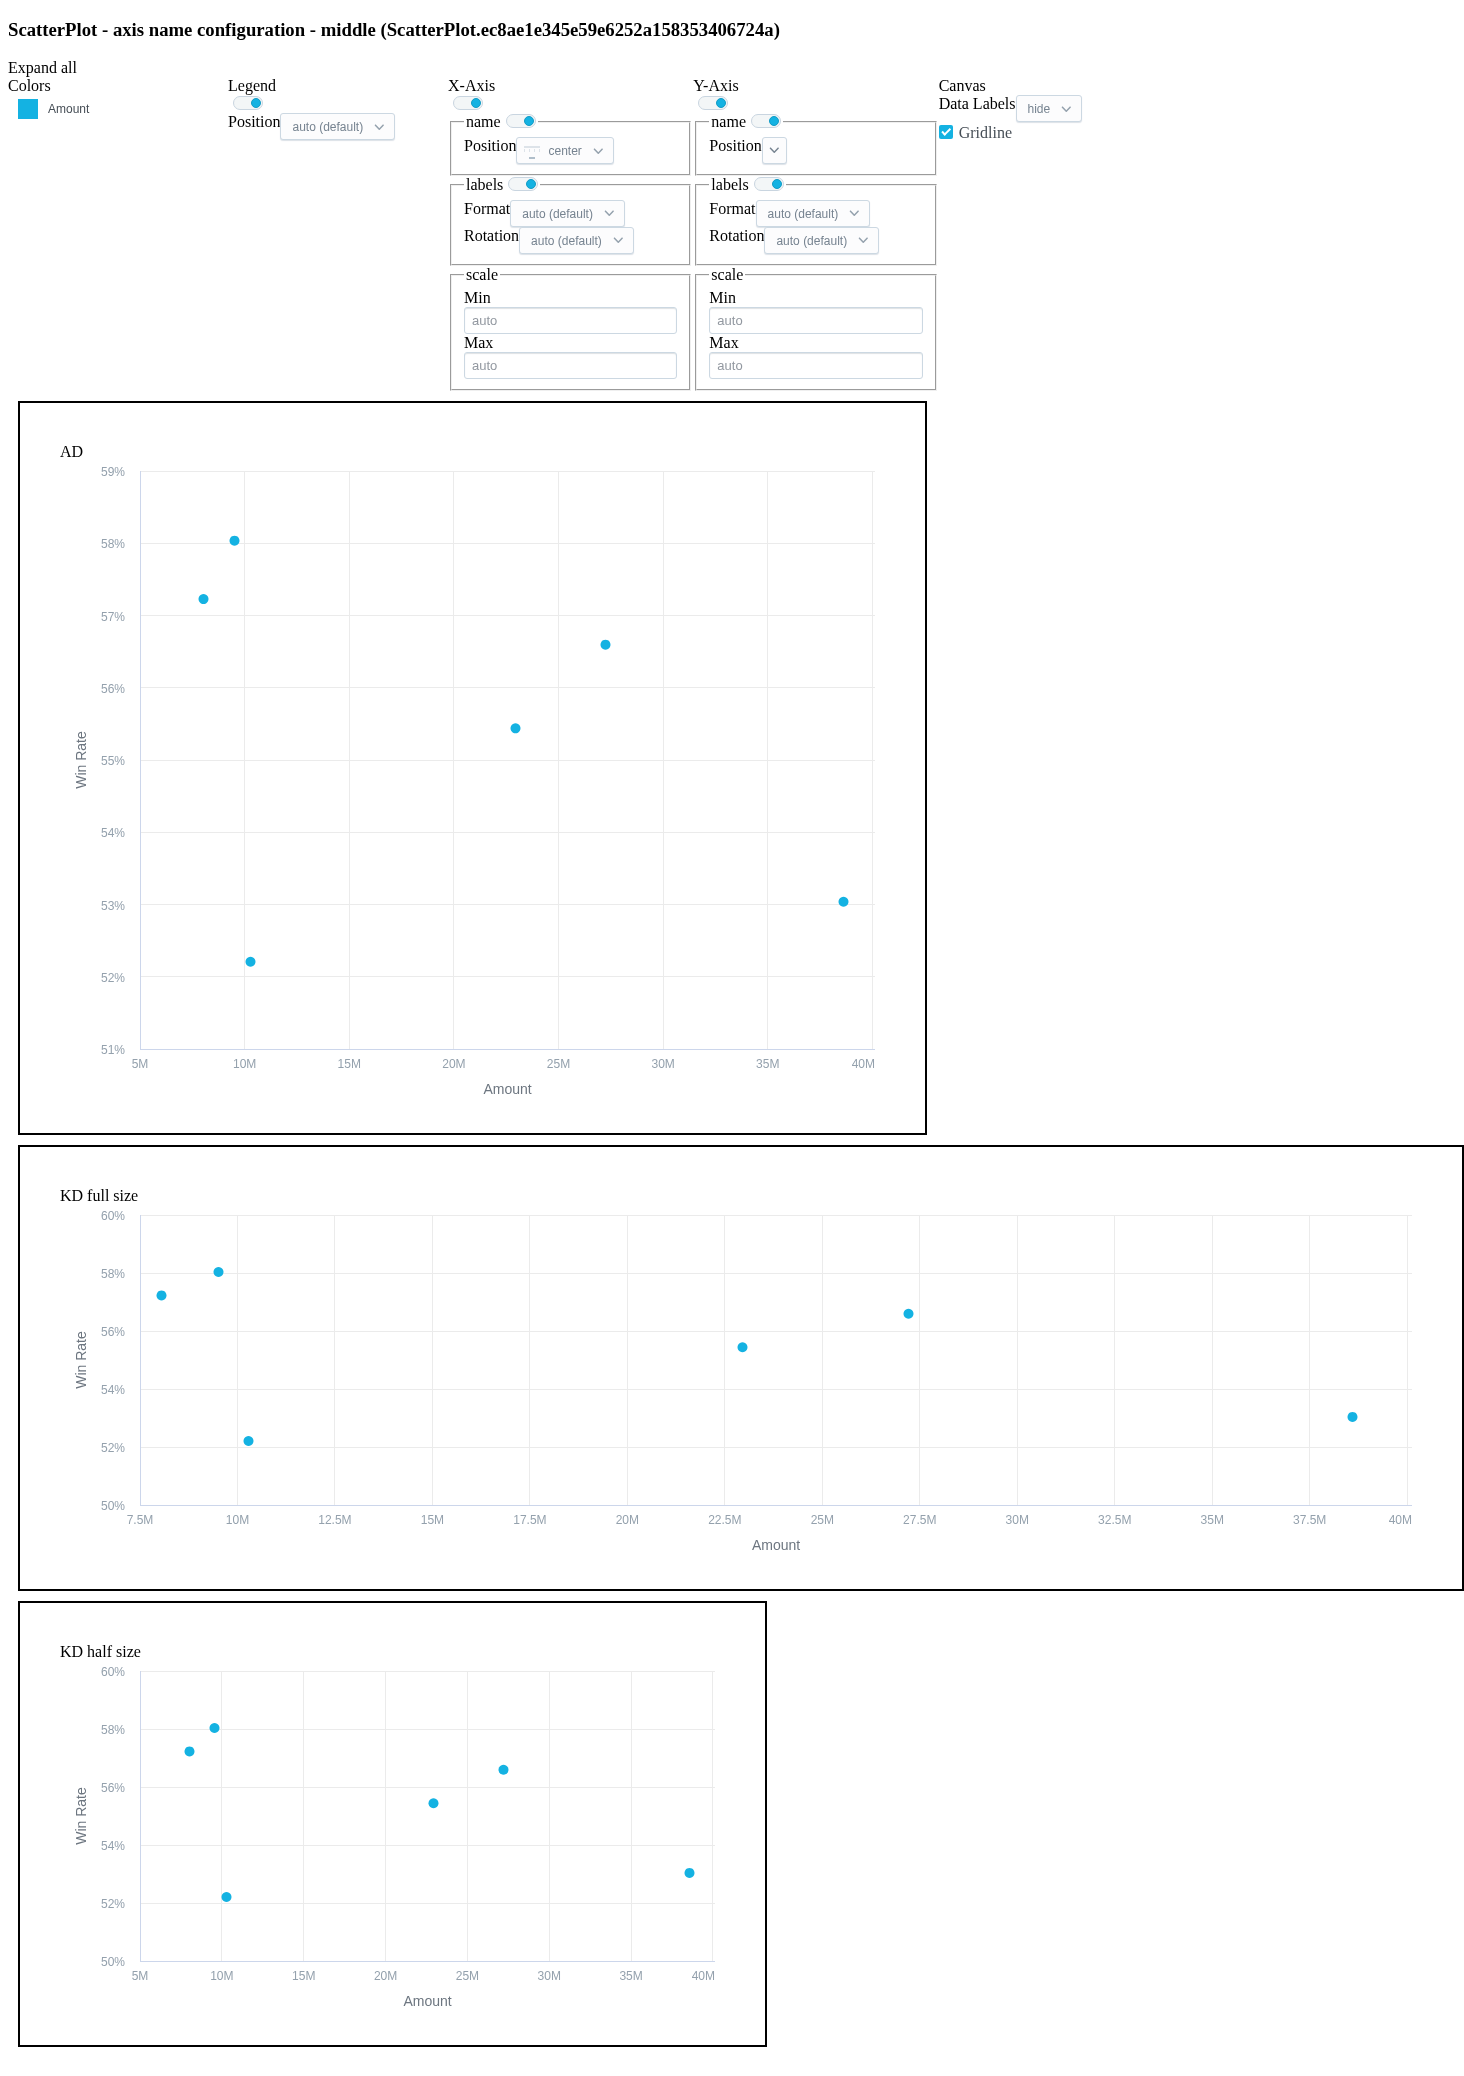 ScatterPlot - axis name configuration - middle (ScatterPlot.ec8ae1e345e59e6252a158353406724a)
Expand all
Colors
Amount
Legend
Position auto (default)
X-Axis
name
Position center
labels
Format auto (default)
Rotation auto (default)
scale
Min
auto
Max
auto
Y-Axis
name
Position
labels
Format auto (default)
Rotation auto (default)
scale
Min
auto
Max
auto
Canvas
Data Labels hide
Gridline
AD
59%
58%
57%
56%
55%
54%
53%
52%
51%
Win Rate
5M 10M 15M 20M 25M 30M 35M 40M
Amount
KD full size
60%
58%
56%
54%
52%
50%
Win Rate
7.5M 10M 12.5M 15M 17.5M 20M 22.5M 25M 27.5M 30M 32.5M 35M 37.5M 40M
Amount
KD half size
60%
58%
56%
54%
52%
50%
Win Rate
5M 10M 15M 20M 25M 30M 35M 40M
Amount